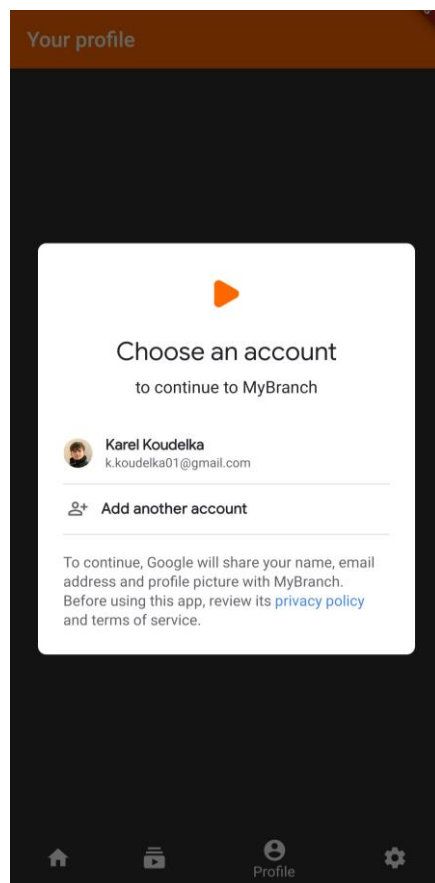 Your profile
Choose an account
to continue to MyBranch
Karel Koudelka
k.koudelka01@gmail.com
Add another account
To continue, Google will share your name, email
address and profile picture with MyBranch.
Before using this app, review its privacy policy
and terms of service.
Profile